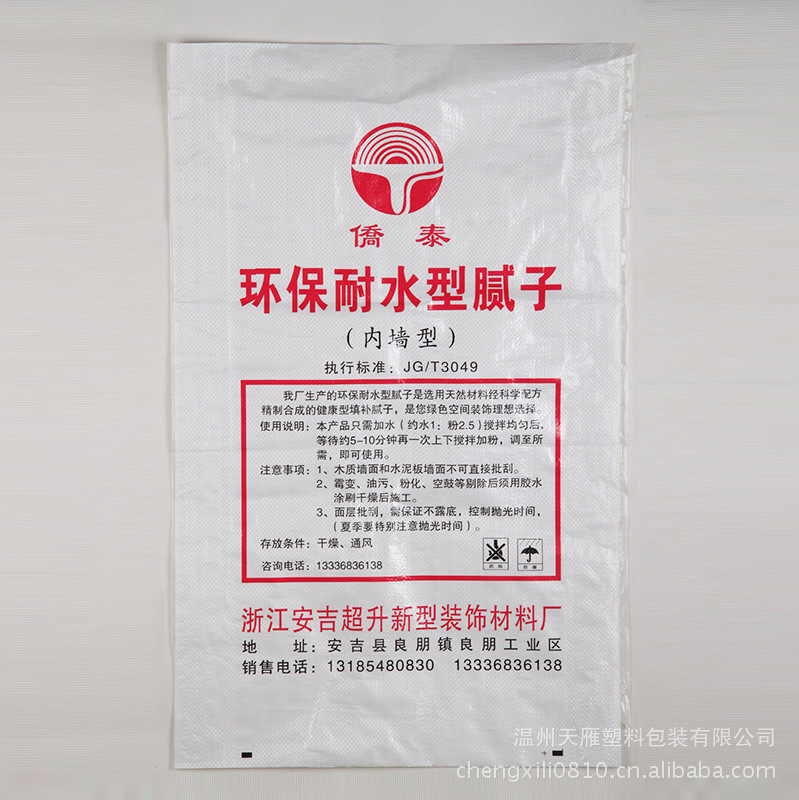 僑泰
环保耐水型腻子
（内墙型）
执行标准：JG/T3049
我厂生产的环保耐水型腻子是选用天然材料经科学配方
精制合成的健康型填补腻子，是您绿色空间装饰理想选择。
使用说明：本产品只需加水（约水1：粉2.5）搅拌均匀后，
等待约5-10分钟再一次上下搅拌加粉，调至所
需，即可使用。
注意事项：1、木质墙面和水泥板墙面不可直接批刮。
2、霉变、油污、粉化、空鼓等剔除后须用胶水
涂刷干燥后施工。
3、面层批刮，需保证不露底，控制抛光时间，
（夏季要特别注意抛光时间）。
存放条件：干燥、通风
咨询电话：13336836138
浙江安吉超升新型装饰材料厂
地 址：安吉县良朋镇良朋工业区
销售电话：13185480830 13336836138
温州天雁塑料包装有限公司
chengxili0810.cn.alibaba.com